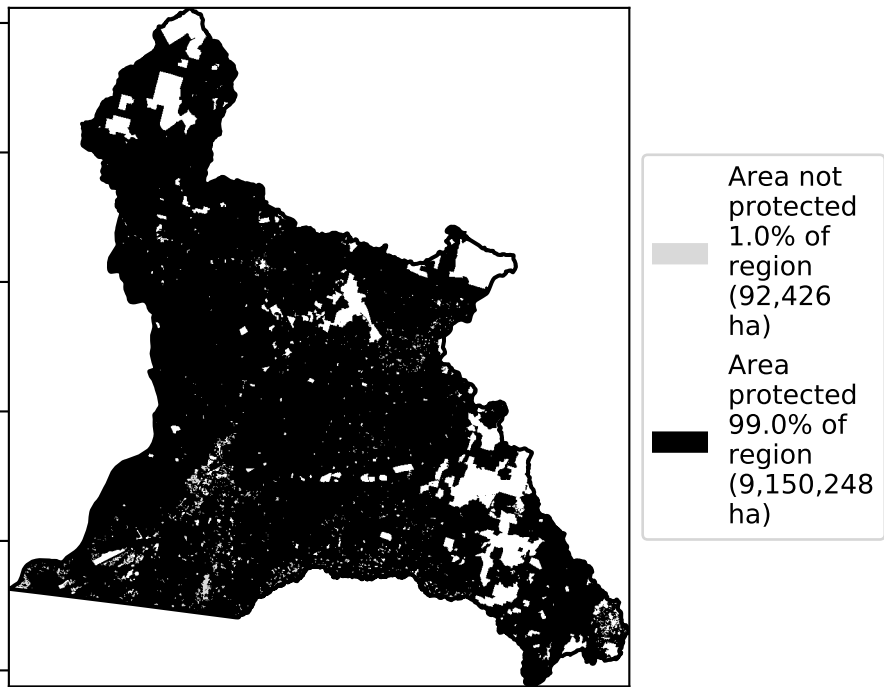 Area not
protected
1.0% of
region
(92,426
ha)
Area
protected
99.0% of
region
(9,150,248
ha)